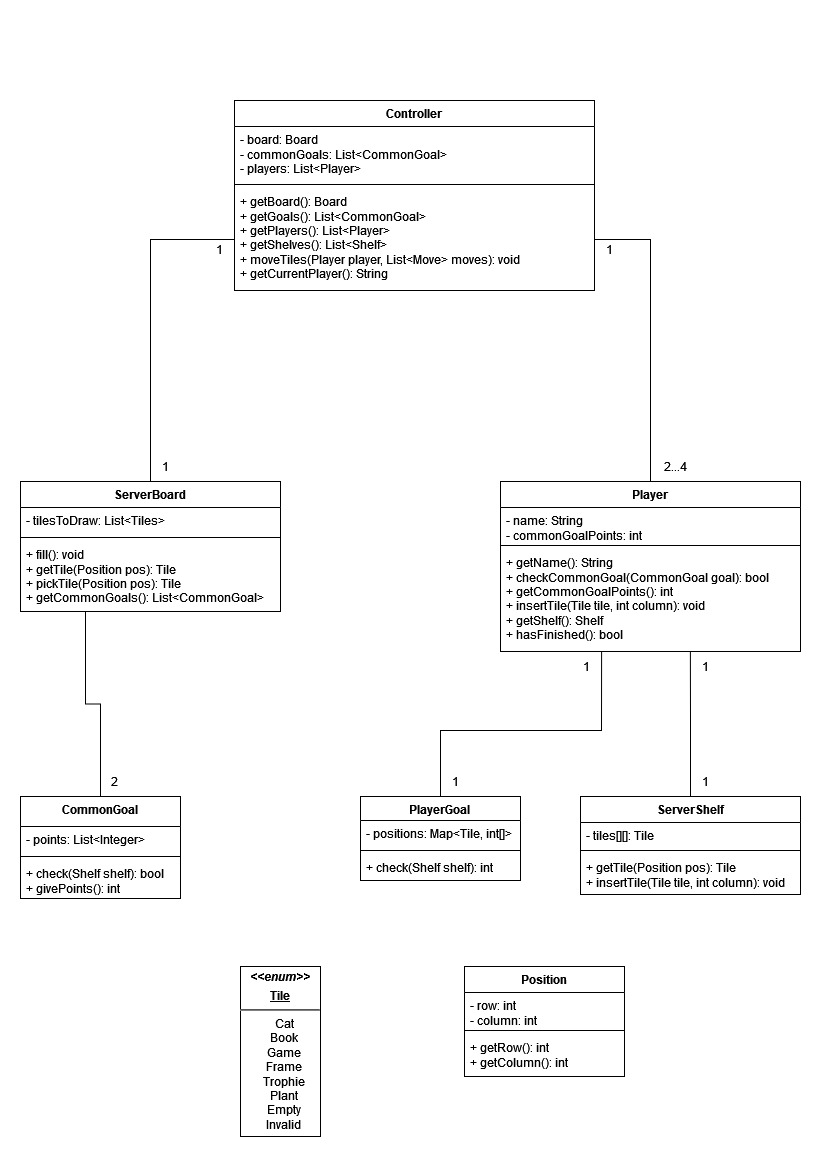 Controller
- board: Board
- commonGoals: List<CommonGoal>
- players: List<Player>
+ getBoard(): Board
+ getGoals(): List<CommonGoal>
+ getPlayers(): List<Player>
+ getShelves(): List<Shelf>
+ moveTiles(Player player, List<Move> moves): void
+ getCurrentPlayer(): String
1
1
1
2...4
ServerBoard
- tilesToDraw: List<Tiles>
+ fill(): void
+ getTile(Position pos): Tile
+ pickTile(Position pos): Tile
+ getCommonGoals(): List<CommonGoal>
Player
- name: String
- commonGoalPoints: int
+ getName(): String
+ checkCommonGoal(CommonGoal goal): bool
+ getCommonGoalPoints(): int
+ insertTile(Tile tile, int column): void
+ getShelf(): Shelf
+ hasFinished(): bool
1
1
2
1
1
CommonGoal
- points: List<Integer>
+ check(Shelf shelf): bool
+ givePoints(): int
PlayerGoal
- positions: Map<Tile, int[]>
+ check(Shelf shelf): int
ServerShelf
- tiles[][]: Tile
+ getTile(Position pos): Tile
+ insertTile(Tile tile, int column): void
<<enum>>
Tile
Cat
Book
Game
Frame
Trophie
Plant
Empty
Invalid
Position
- row: int
- column: int
+ getRow(): int
+ getColumn(): int